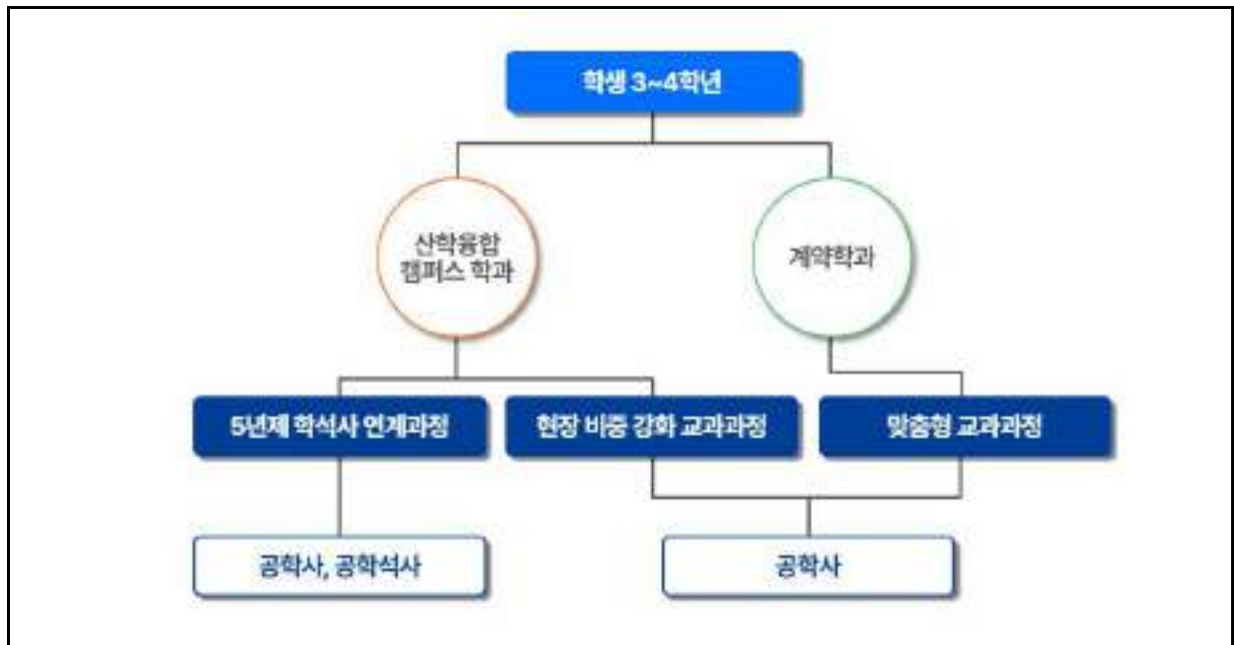 학생 3~4학년
산학융합
캠퍼스 학과
계약학과
5년제 학석사 연계과정
현장 비중 강화 교과과정
맞춤형 교과과정
공학사, 공학석사
공학사